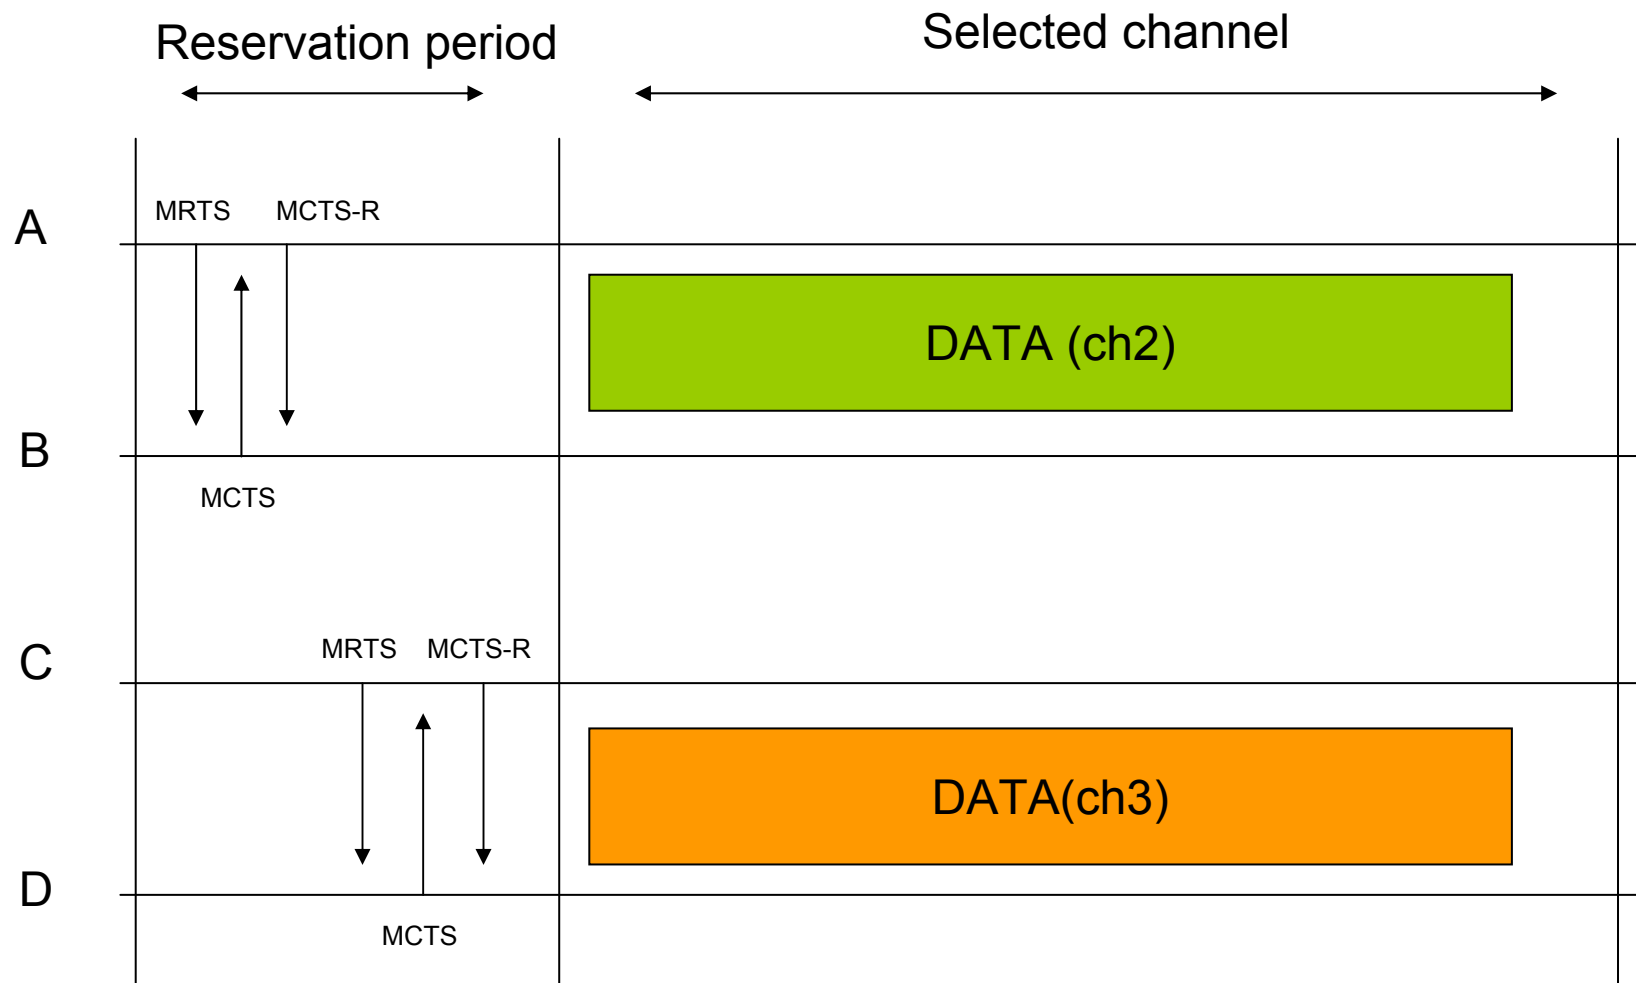 Reservation period
Selected channel
A
MRTS
MCTS-R
DATA (ch2)
B
MCTS
C
MRTS
MCTS-R
DATA(ch3)
D
MCTS